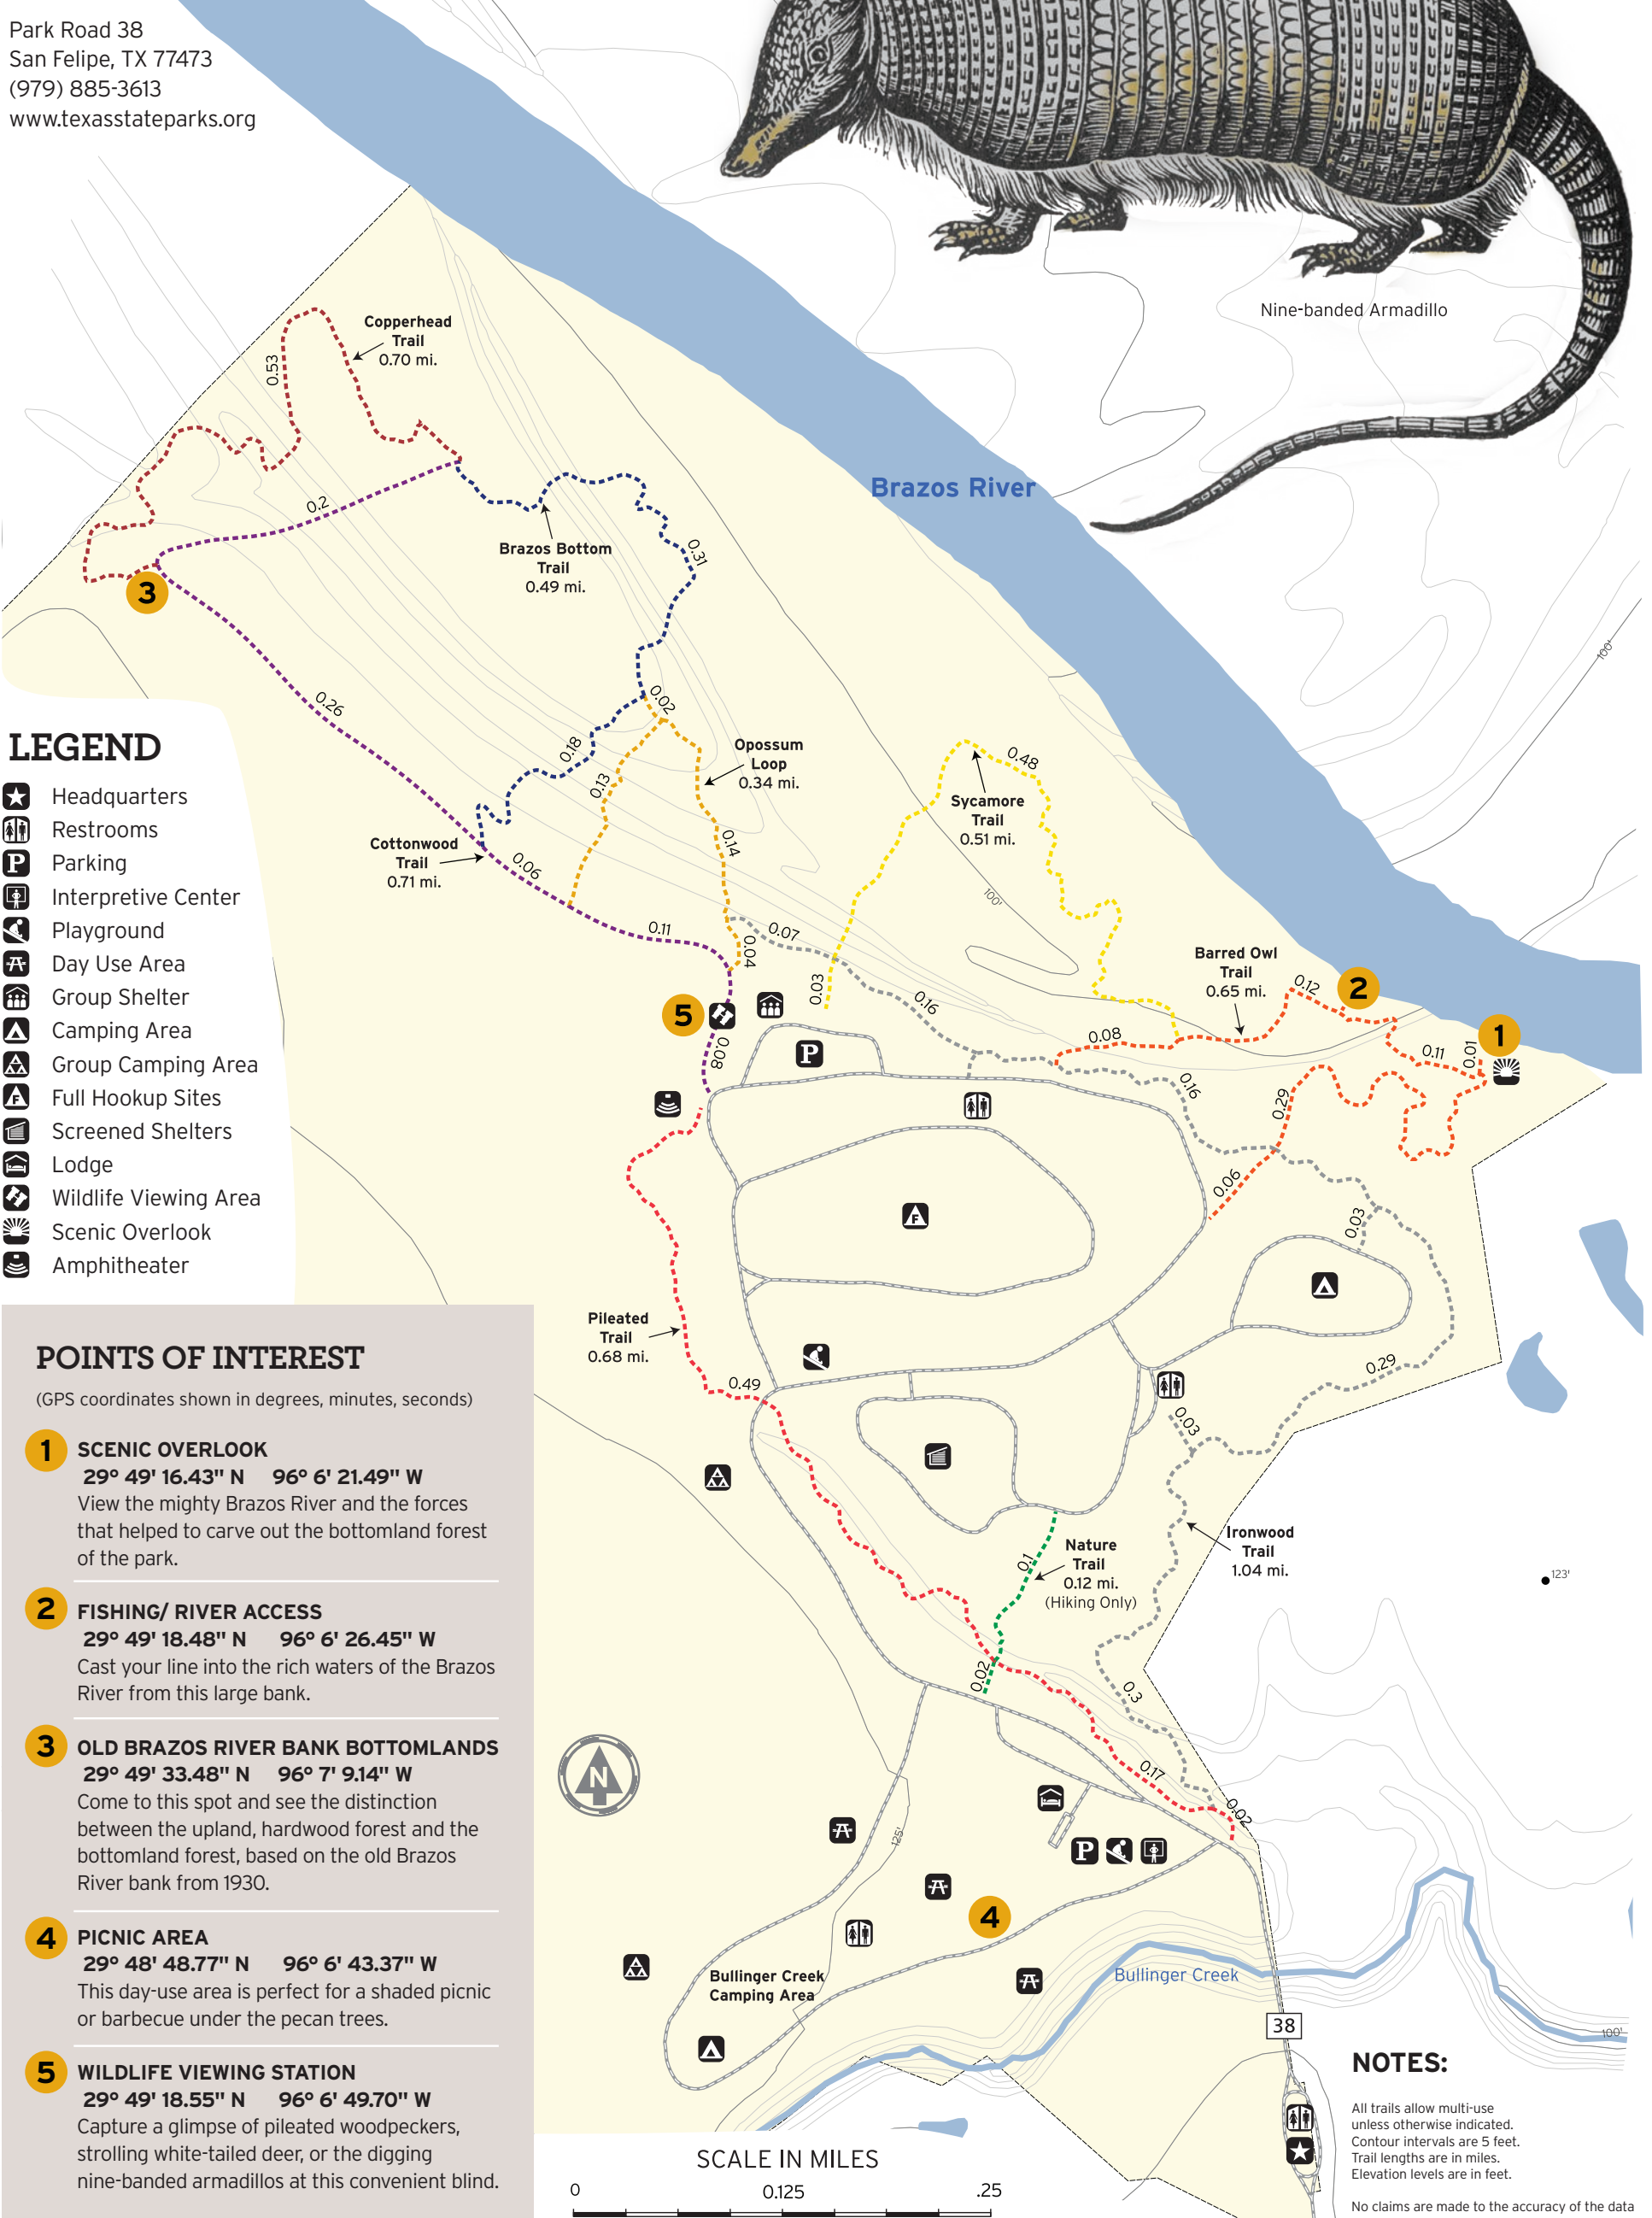 Park Road 38
San Felipe, TX 77473
(979) 885-3613
www.texasstateparks.org
Nine-banded Armadillo
Copperhead
Trail
0.70 mi.
0.53
0.2
Brazos River
Brazos Bottom
Trail
0.49 mi.
0.31
3
100'
0.26
0.02
0.18
0.13
Opossum
Loop
0.34 mi.
0.48
Sycamore
Trail
0.51 mi.
Cottonwood
Trail
0.71 mi.
0.06
0.14
100'
0.11
0.04
0.07
0.03
0.16
Barred Owl
Trail
0.65 mi.
0.12
2
5
P
0.08
0.08
1
0.11
0.01
0.16
0.29
0.06
0.03
F
LEGEND
Headquarters
Restrooms
P Parking
Interpretive Center
Playground
Day Use Area
Group Shelter
Camping Area
Group Camping Area
F Full Hookup Sites
Screened Shelters
Lodge
Wildlife Viewing Area
Scenic Overlook
Amphitheater
Pileated
Trail
0.68 mi.
0.49
0.29
0.03
Nature
Trail
0.12 mi.
(Hiking Only)
0.1
0.02
Ironwood
Trail
1.04 mi.
123'
0.3
0.17
0.02
N
P
125'
4
Bullinger Creek
Camping Area
Bullinger Creek
38
100'
POINTS OF INTEREST
(GPS coordinates shown in degrees, minutes, seconds)
1 SCENIC OVERLOOK
29° 49' 16.43" N 96° 6' 21.49" W
View the mighty Brazos River and the forces
that helped to carve out the bottomland forest
of the park.
2 FISHING/ RIVER ACCESS
29° 49' 18.48" N 96° 6' 26.45" W
Cast your line into the rich waters of the Brazos
River from this large bank.
3 OLD BRAZOS RIVER BANK BOTTOMLANDS
29° 49' 33.48" N 96° 7' 9.14" W
Come to this spot and see the distinction
between the upland, hardwood forest and the
bottomland forest, based on the old Brazos
River bank from 1930.
4 PICNIC AREA
29° 48' 48.77" N 96° 6' 43.37" W
This day-use area is perfect for a shaded picnic
or barbecue under the pecan trees.
5 WILDLIFE VIEWING STATION
29° 49' 18.55" N 96° 6' 49.70" W
Capture a glimpse of pileated woodpeckers,
strolling white-tailed deer, or the digging
nine-banded armadillos at this convenient blind.
SCALE IN MILES
0 0.125 .25
NOTES:
All trails allow multi-use
unless otherwise indicated.
Contour intervals are 5 feet.
Trail lengths are in miles.
Elevation levels are in feet.
No claims are made to the accuracy of the data